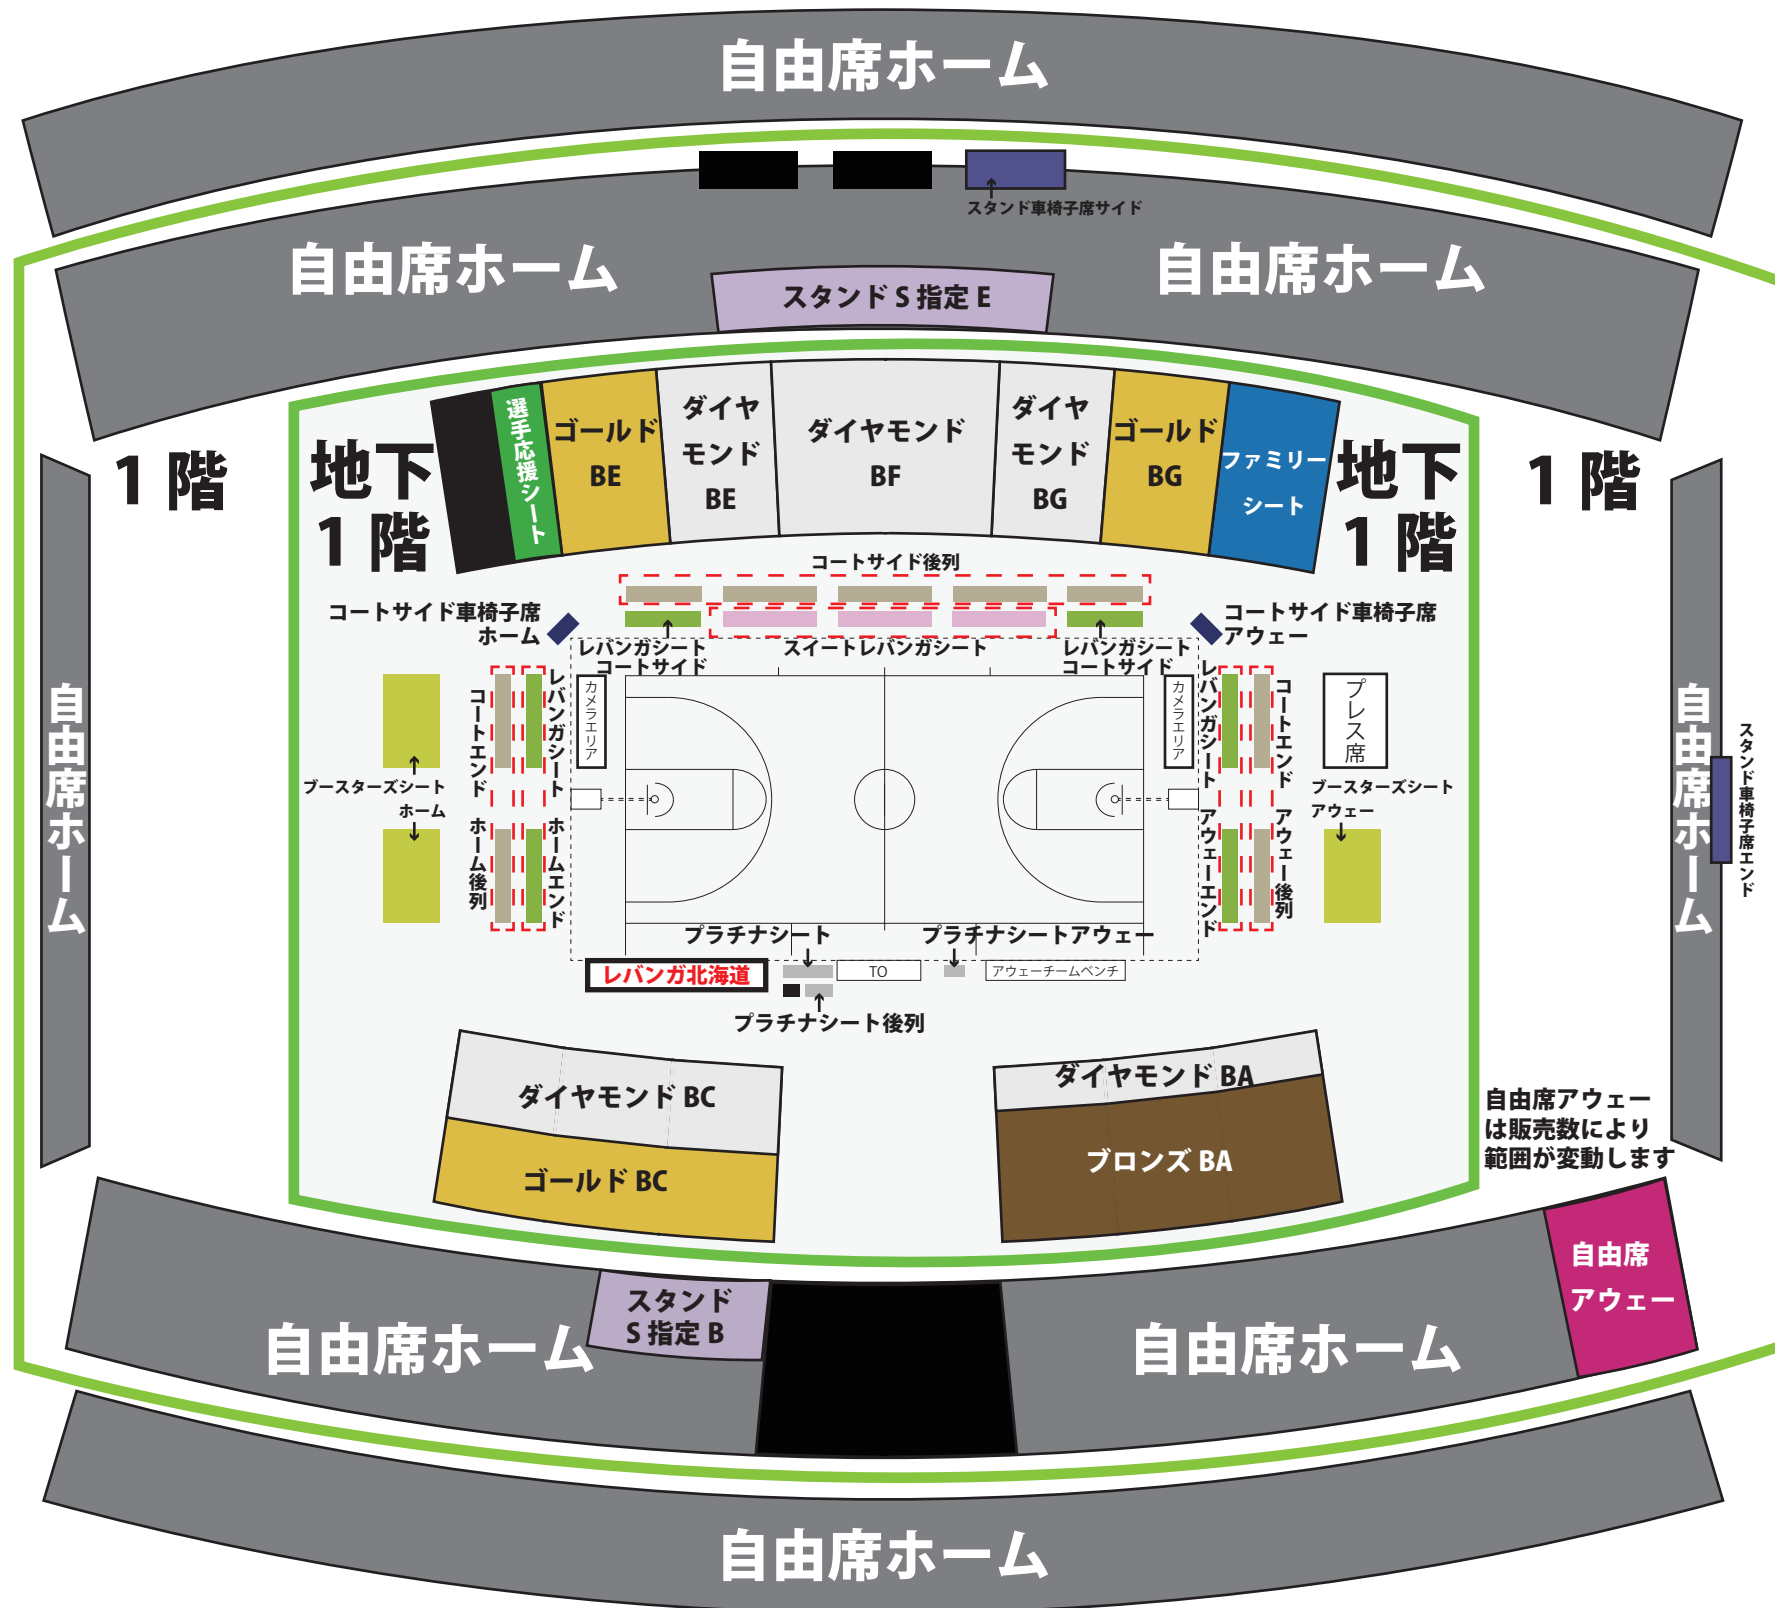 自由席ホーム
スタンド車椅子席サイド
自由席ホーム
自由席ホーム
スタンド S 指定 E
選手応援シート
ゴールド
BE
ダイヤ
モンド
BE
ダイヤモンド
BF
ダイヤ
モンド
BG
ゴールド
BG
ファミリー
シート
1 階
地下
1 階
地下
1 階
1 階
コートサイド後列
コートサイド車椅子席
ホーム
コートサイド車椅子席
アウェー
レバンガシート
コートサイド
スイートレバンガシート
レバンガシート
コートサイド
自由席ホーム
ブースターズシート
ホーム
コートエンド
ホーム後列
レバンガシート
ホームエンド
カメラエリア
カメラエリア
レバンガシート
アウェーエンド
コートエンド
アウェー後列
プレス席
ブースターズシート
アウェー
自由席ホーム
スタンド車椅子席エンド
プラチナシート
プラチナシートアウェー
レバンガ北海道
TO
アウェーチームベンチ
プラチナシート後列
ダイヤモンド BC
ゴールド BC
ダイヤモンド BA
ブロンズ BA
自由席アウェー
は販売数により
範囲が変動します
自由席
アウェー
スタンド
S 指定 B
自由席ホーム
自由席ホーム
自由席ホーム